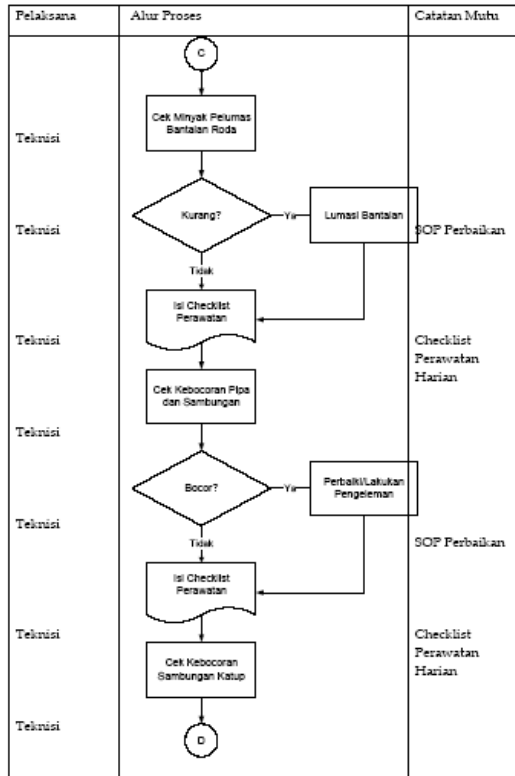 Pelaksana
Alur Proses
Catatan Mutu
C
Teknisi
Cek Minyak Pelumas
Bantalan Roda
Teknisi
Kurang?
Ya
Lumasi Bantalan
SOP Perbaikan
Tidak
Teknisi
Isi Checklist
Perawatan
Checklist
Perawatan
Harian
Teknisi
Cek Kebocoran Pipa
dan Sambungan
Teknisi
Bocor?
Ya
Perbaiki/Lakukan
Pengeleman
SOP Perbaikan
Tidak
Teknisi
Isi Checklist
Perawatan
Checklist
Perawatan
Harian
Cek Kebocoran
Sambungan Katup
Teknisi
D